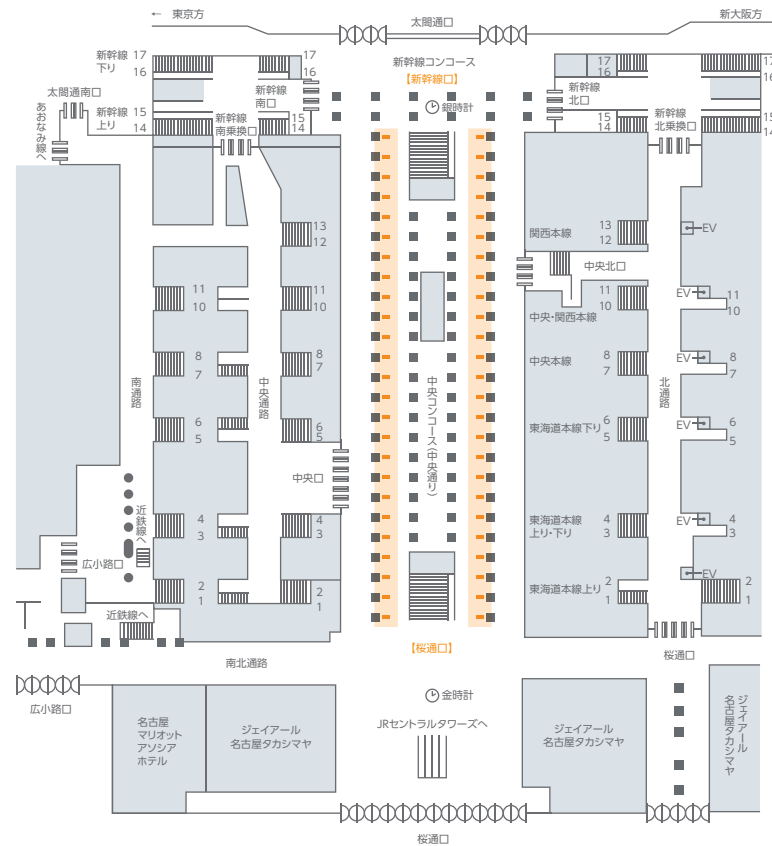 ← 東京方
太閤通口
新大阪方
新幹線
下り
17
16
17
16
新幹線コンコース
【新幹線口】
17
16
17
16
太閤通南口
新幹線
南口
新幹線
北口
あおなみ線へ
新幹線
上り
15
14
新幹線
南乗換口
15
14
銀時計
15
14
新幹線
北乗換口
15
14
13
12
関西本線
13
12
EV
中央北口
11
10
11
10
11
10
中央・関西本線
EV
11
10
8
7
8
7
中央本線
8
7
EV
8
7
南通路
中央通路
中央コンコース(中央通り)
北通路
6
5
6
5
東海道本線下り
6
5
EV
6
5
中央口
近鉄線へ
4
3
4
3
東海道本線
上り・下り
4
3
EV
4
3
広小路口
2
1
2
1
東海道本線上り
2
1
EV
2
1
近鉄線へ
南北通路
【桜通口】
桜通口
広小路口
金時計
名古屋
マリオット
アソシア
ホテル
ジェイアール
名古屋タカシマヤ
JRセントラルタワーズへ
ジェイアール
名古屋タカシマヤ
ジェイアール
名古屋タカシマヤ
桜通口